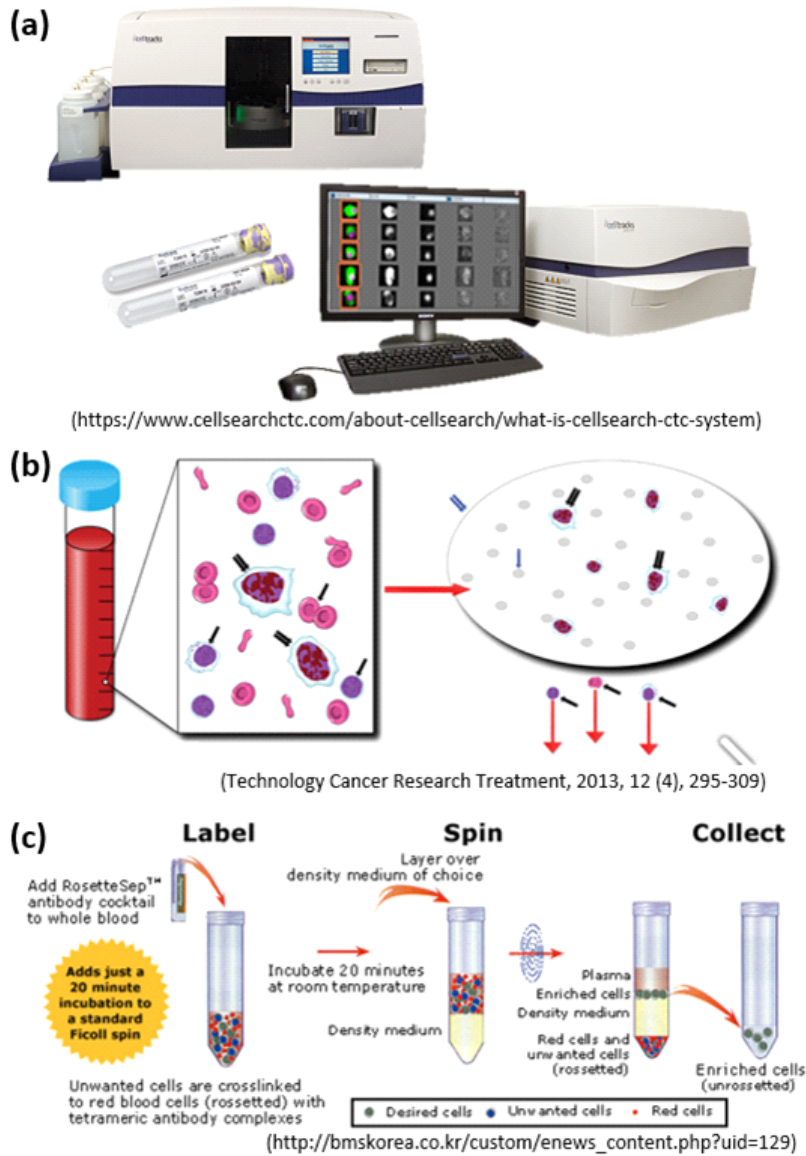 (a)
(https://www.cellsearchctc.com/about-cellsearch/what-is-cellsearch-ctc-system)
(b)
(Technology Cancer Research Treatment, 2013, 12 (4), 295-309)
(c)
Label
Spin
Collect
Add RosetteSep™
antibody cocktail
to whole blood
Adds just a
20 minute
incubation to
a standard
Ficoll spin
Unwanted cells are crosslinked
to red blood cells (rosetted) with
tetrameric antibody complexes
Incubate 20 minutes
at room temperature
Layer over
density medium of choice
Density medium
Plasma
Enriched cells
Density medium
Red cells and
unwanted cells
(rossetted)
Enriched cells
(unrossetted)
Desired cells
Unwanted cells
Red cells
(http://bmskorea.co.kr/custom/enews_content.php?uid=129)